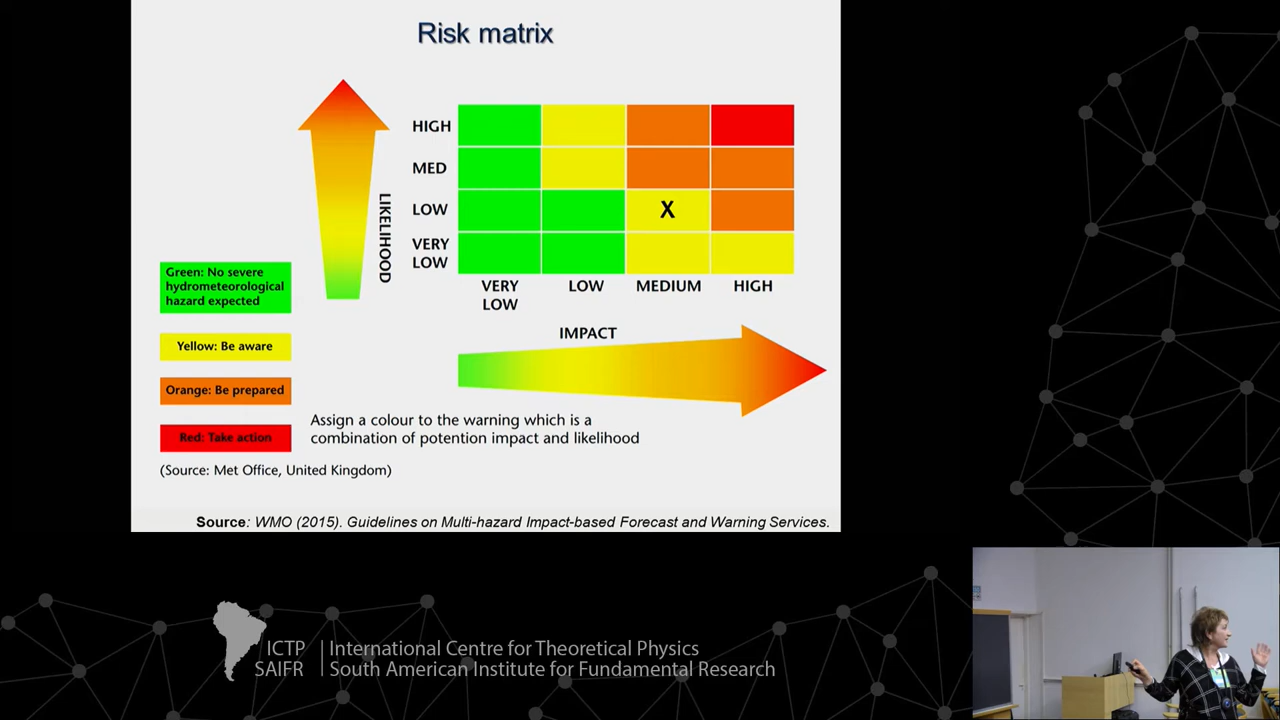 Risk matrix
HIGH
MED
LOW
VERY
LOW
LIKELIHOOD
X
VERY
LOW
LOW
MEDIUM
HIGH
IMPACT
Green: No severe
hydrometeorological
hazard expected
Yellow: Be aware
Orange: Be prepared
Red: Take action
Assign a colour to the warning which is a
combination of potention impact and likelihood
(Source: Met Office, United Kingdom)
Source: WMO (2015). Guidelines on Multi-hazard Impact-based Forecast and Warning Services.
ICTP
SAIFR
International Centre for Theoretical Physics
South American Institute for Fundamental Research